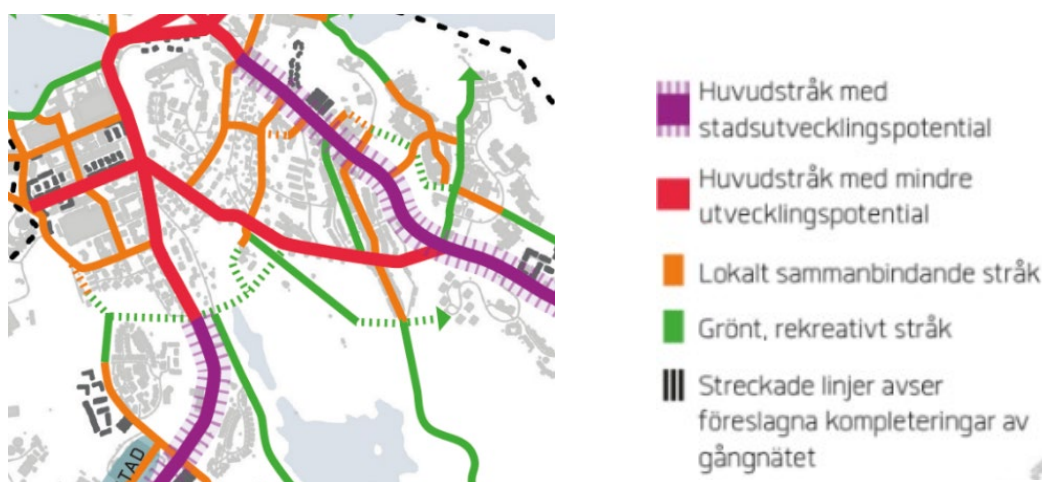 TAD
Huvudstråk med
stadsutvecklingspotential
Huvudstråk med mindre
utvecklingspotential
Lokalt sammanbindande stråk
Grönt, rekreativt stråk
Streckade linjer avser
föreslagna kompleteringar av
gångnätet